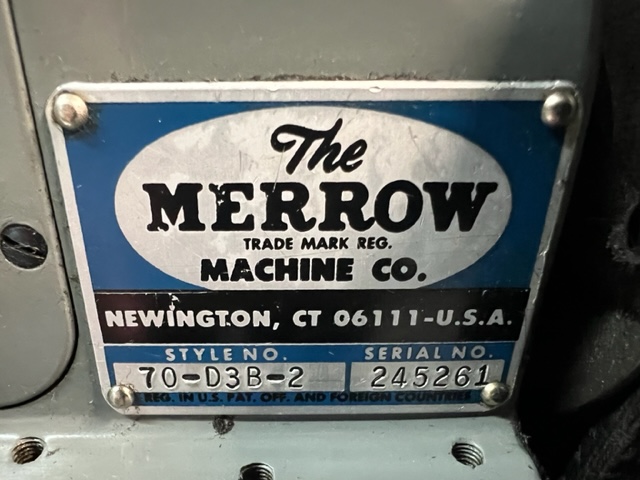 The
MERROW
TRADE MARK REG.
MACHINE CO.
NEWINGTON, CT 06111-U.S.A.
STYLE NO. SERIAL NO.
70-D3B-2 245261
REG. IN U.S. PAT. OFF. AND FOREIGN COUNTRIES